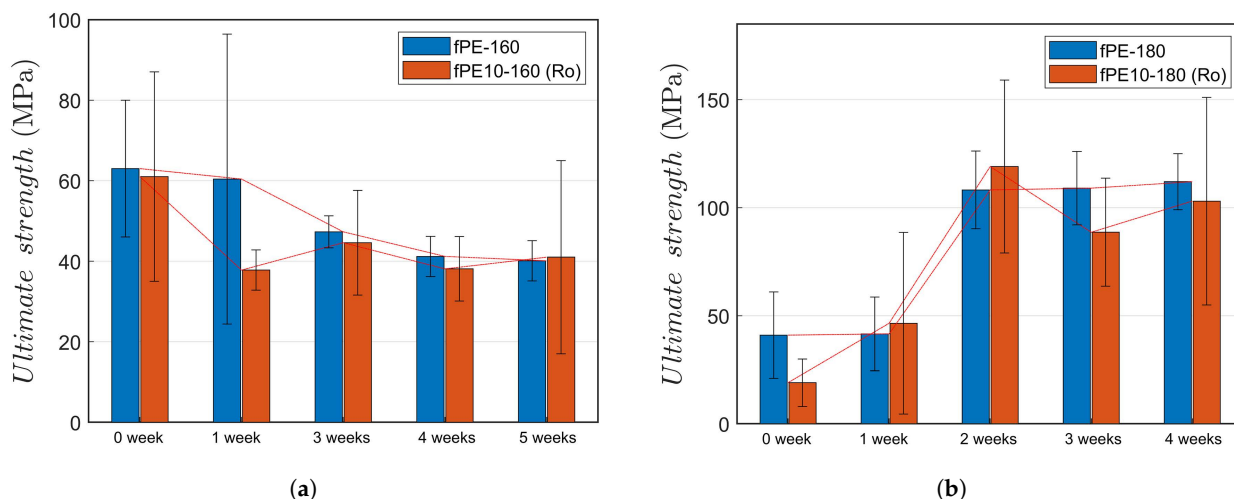 100
80
60
40
20
0
Ultimate strength (MPa)
fPE-160
fPE10-160 (Ro)
0 week
1 week
3 weeks
4 weeks
5 weeks
(a)
150
100
50
0
Ultimate strength (MPa)
fPE-180
fPE10-180 (Ro)
0 week
1 week
2 weeks
3 weeks
4 weeks
(b)